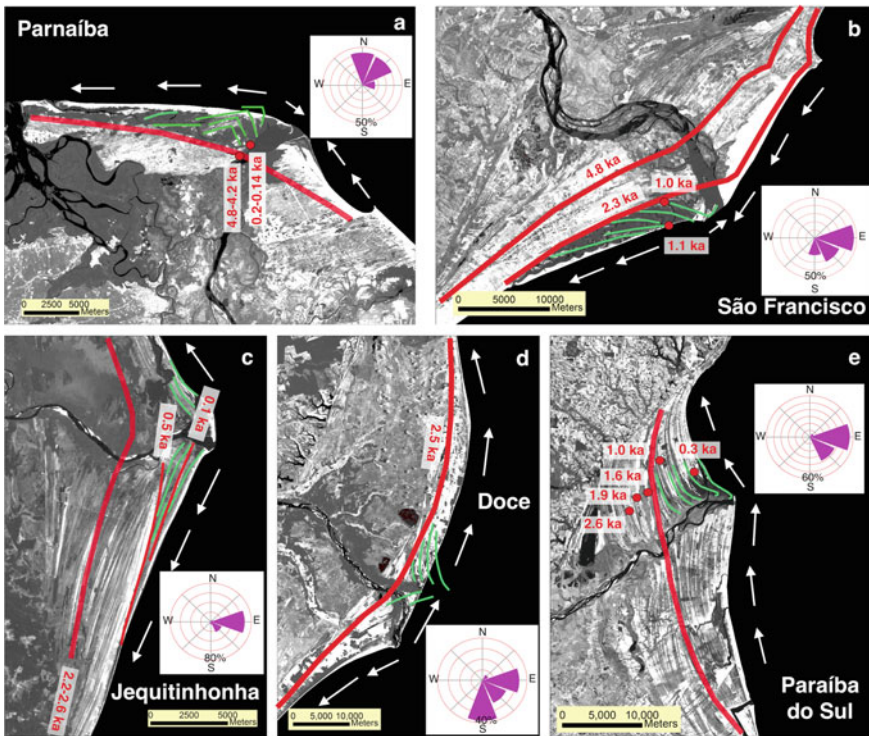 a
Parnaíba
N
W
E
50%
S
4.8-4.2 ka
0.2-0.14 ka
0 2500 5000
Meters
b
4.8 ka
2.3 ka
1.0 ka
1.1 ka
N
W
E
50%
S
0 5000 10000
Meters
São Francisco
c
0.5 ka
0.1 ka
2.2-2.6 ka
N
W
E
80%
S
Jequitinhonha
0 2500 5000
Meters
d
2.5 ka
Doce
N
W
E
40%
S
0 5,000 10,000
Meters
e
1.0 ka
0.3 ka
1.6 ka
1.9 ka
2.6 ka
N
W
E
60%
S
0 5,000 10,000
Meters
Paraíba
do Sul